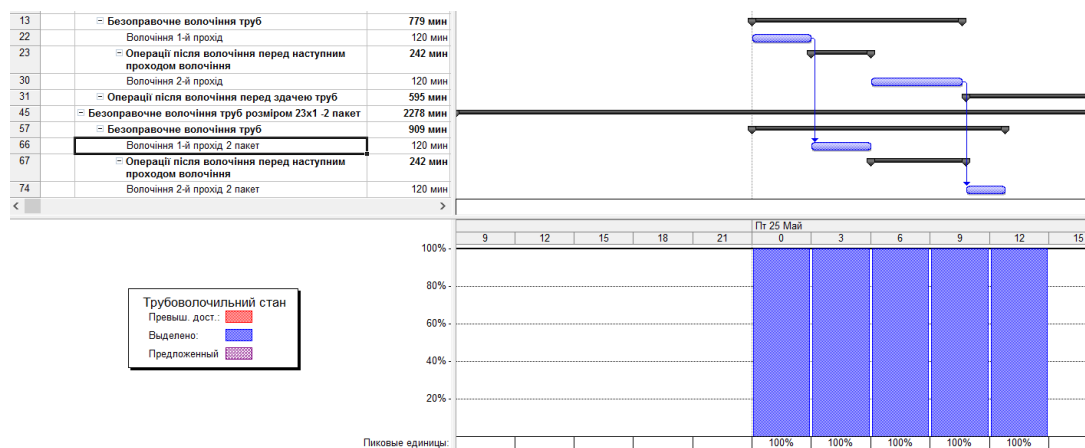 13 Безоправочне волочіння труб 779 мин
22 Волочіння 1-й прохід 120 мин
23 Операції після волочіння перед наступним 242 мин
проходом волочіння
30 Волочіння 2-й прохід 120 мин
31 Операції після волочіння перед здачею труб 595 мин
45 Безоправочне волочіння труб розміром 23х1 -2 пакет 2278 мин
57 Безоправочне волочіння труб 909 мин
66 Волочіння 1-й прохід 2 пакет 120 мин
67 Операції після волочіння перед наступним 242 мин
проходом волочіння
74 Волочіння 2-й прохід 2 пакет 120 мин
Пт 25 Май
9 12 15 18 21 0 3 6 9 12 15
100%
80%
60%
40%
20%
Трубоволочильний стан
Превыш. дост.:
Выделено:
Предложенный
Пиковые единицы: 100% 100% 100% 100% 100%